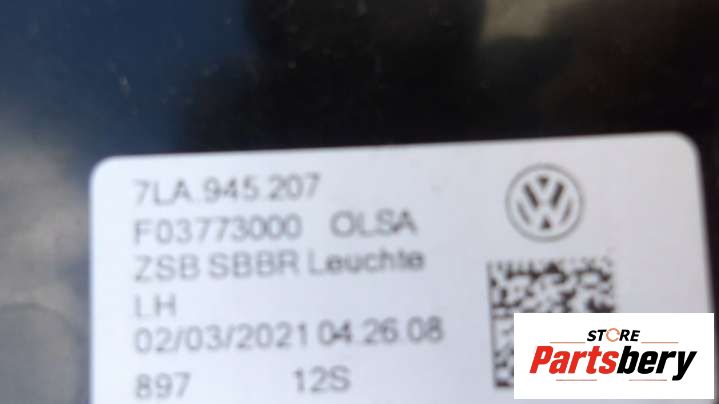 7LA.945.207
F03773000 OLSA
ZSB SBBR Leuchte
LH
02/03/2021 04.26.08
897 12S
STORE
Partsbery